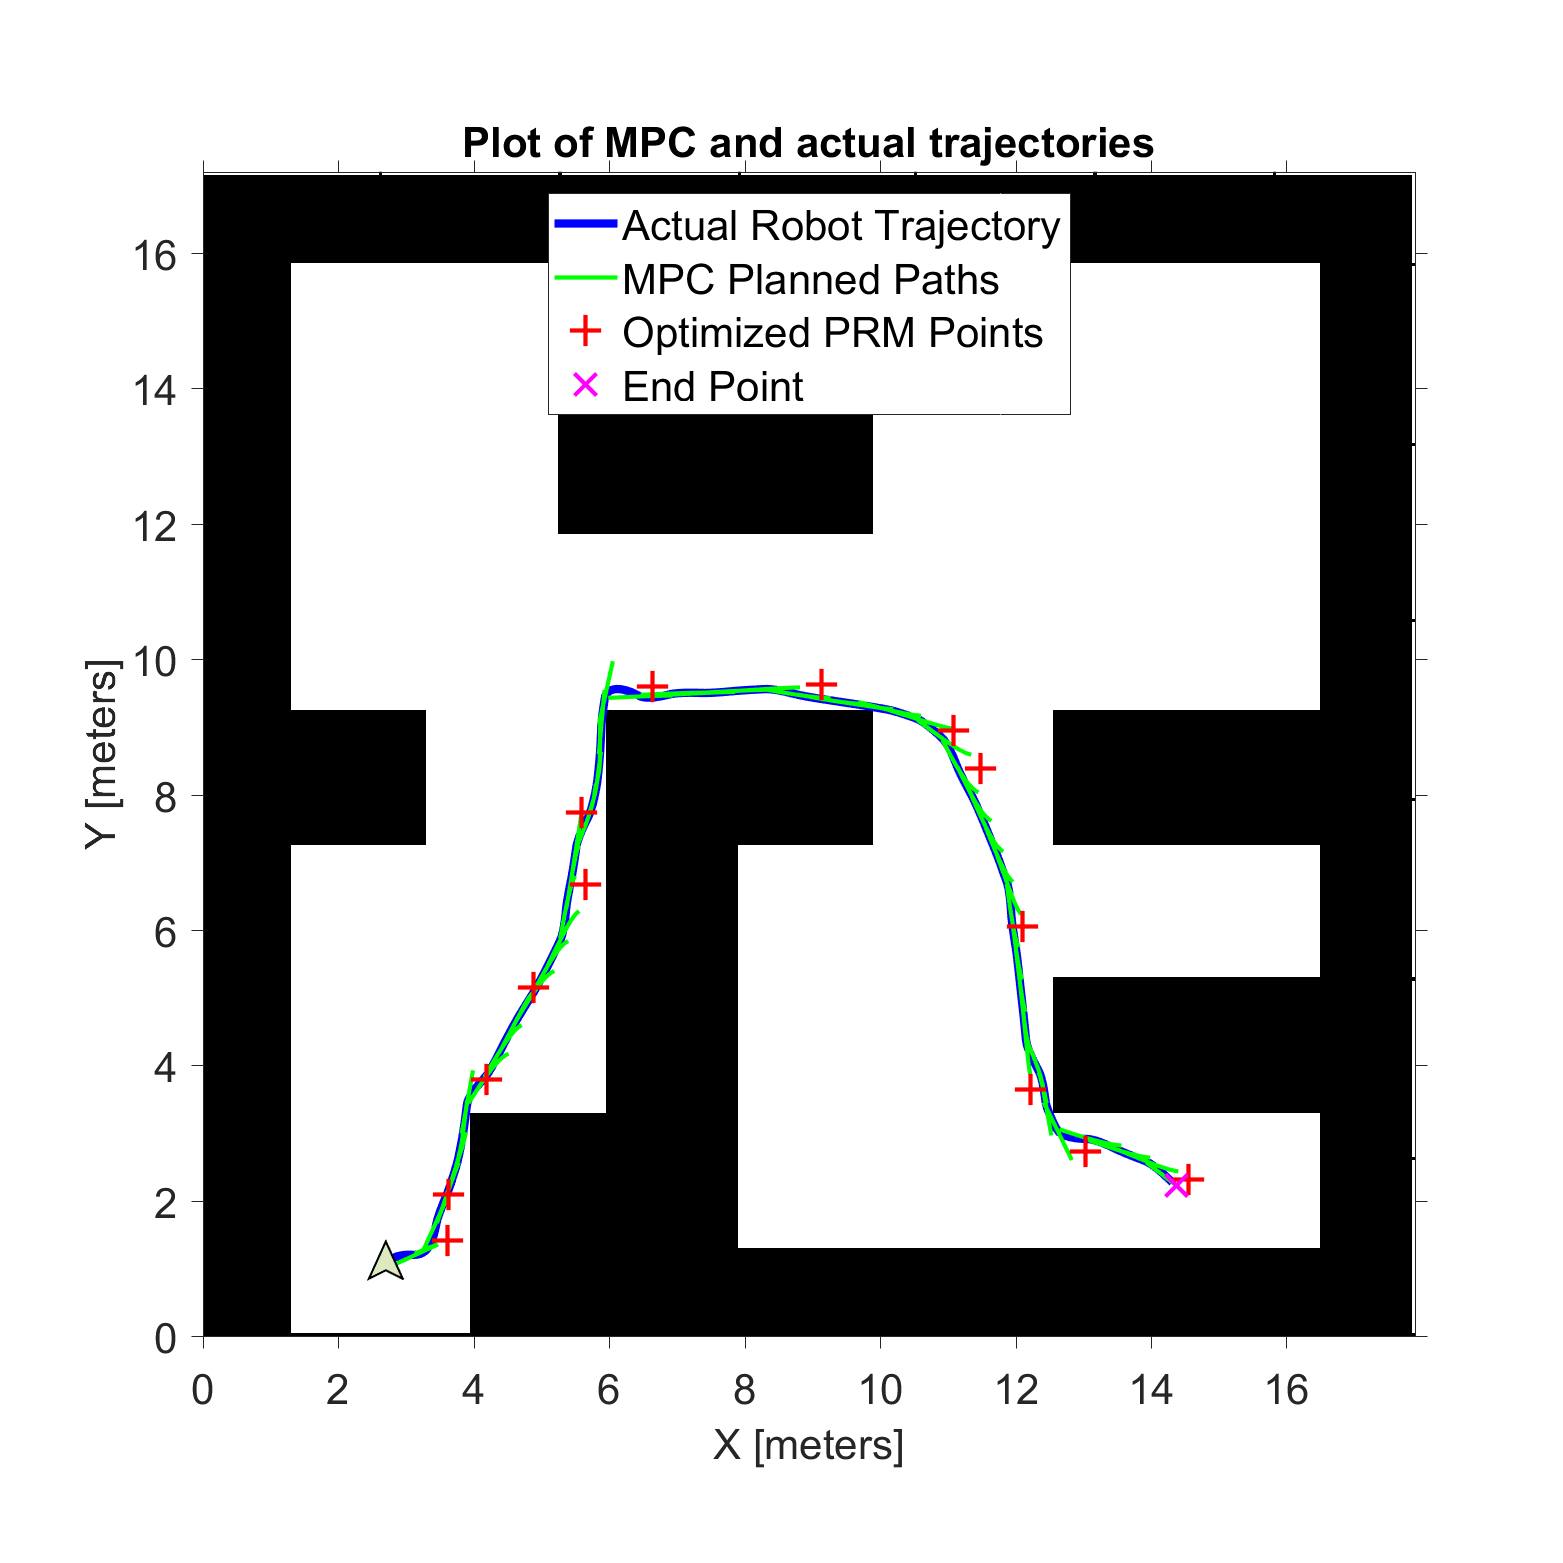 Plot of MPC and actual trajectories
Actual Robot Trajectory
MPC Planned Paths
Optimized PRM Points
End Point
16
14
12
10
8
6
4
2
0
Y [meters]
0 2 4 6 8 10 12 14 16
X [meters]